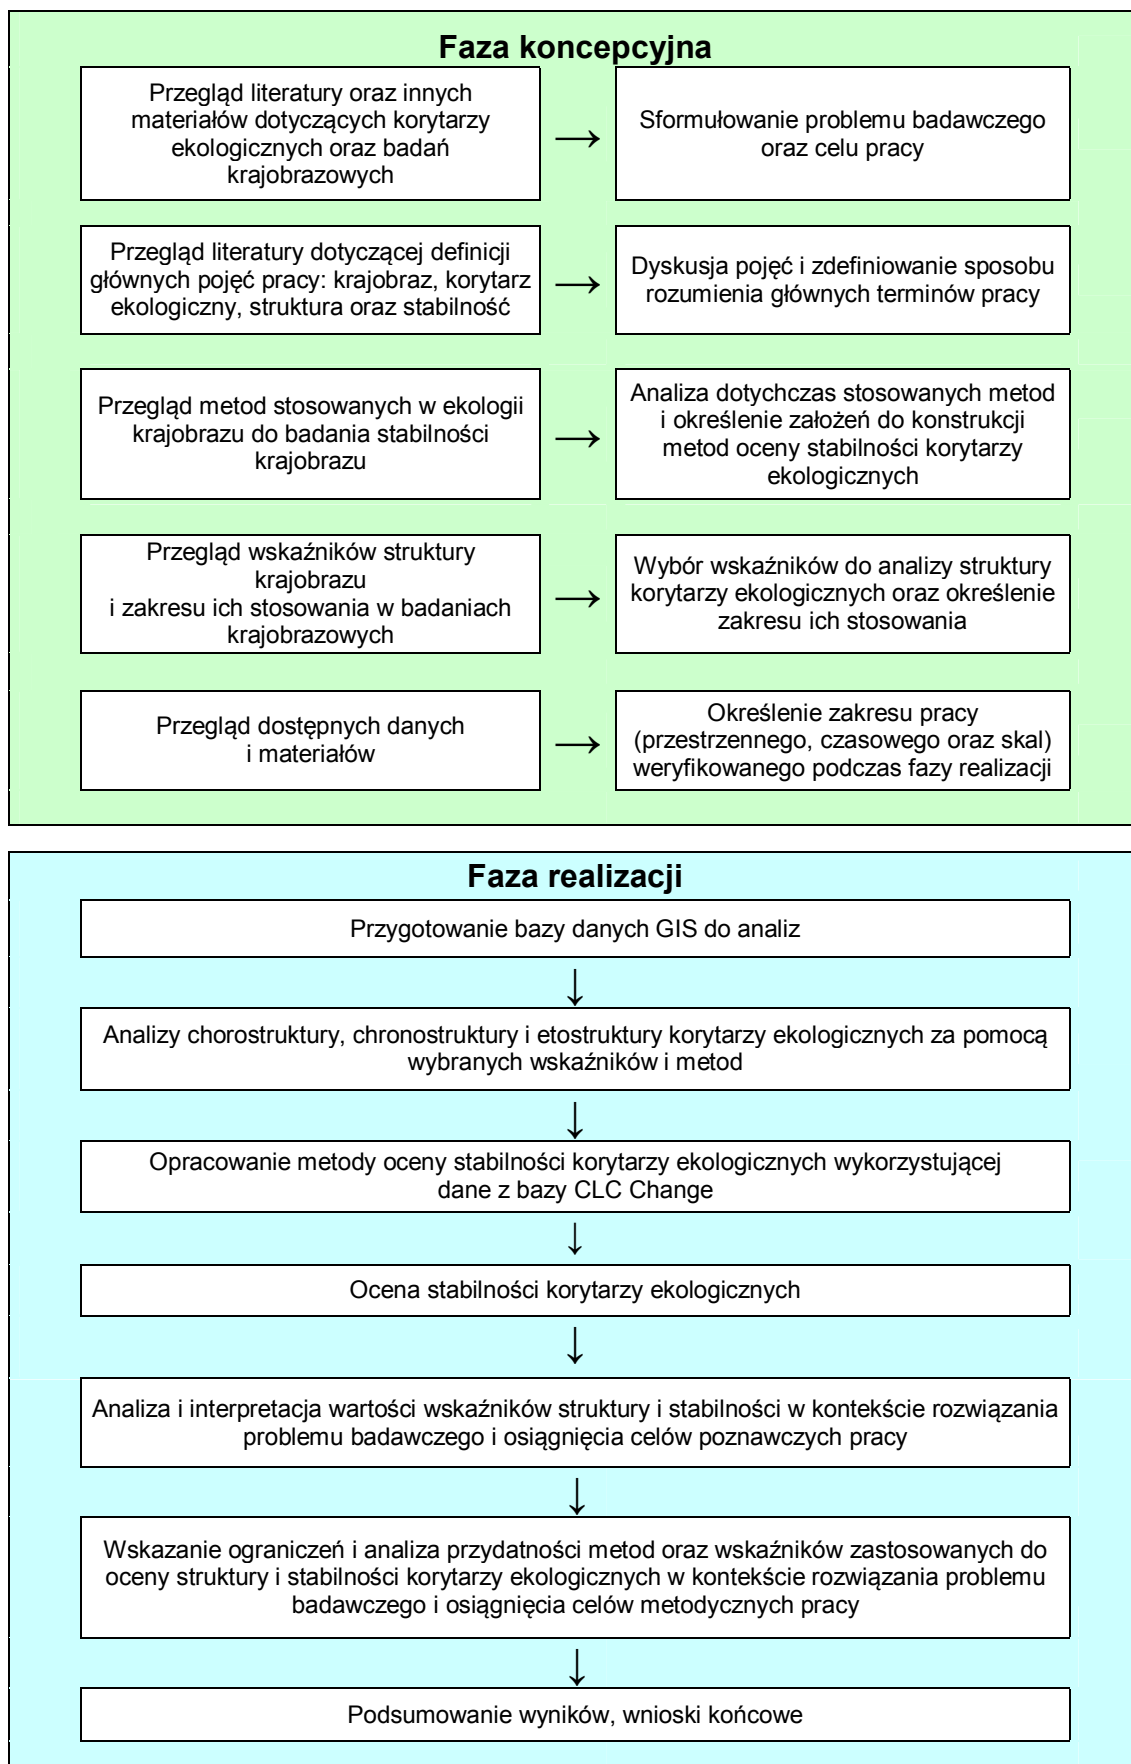 Faza koncepcyjna
Przegląd literatury oraz innych
materiałów dotyczących korytarzy
ekologicznych oraz badań
krajobrazowych
→
Sformułowanie problemu badawczego
oraz celu pracy
Przegląd literatury dotyczącej definicji
głównych pojęć pracy: krajobraz, korytarz
ekologiczny, struktura oraz stabilność
→
Dyskusja pojęć i zdefiniowanie sposobu
rozumienia głównych terminów pracy
Przegląd metod stosowanych w ekologii
krajobrazu do badania stabilności
krajobrazu
→
Analiza dotychczas stosowanych metod
i określenie założeń do konstrukcji
metod oceny stabilności korytarzy
ekologicznych
Przegląd wskaźników struktury
krajobrazu
i zakresu ich stosowania w badaniach
krajobrazowych
→
Wybór wskaźników do analizy struktury
korytarzy ekologicznych oraz określenie
zakresu ich stosowania
Przegląd dostępnych danych
i materiałów
→
Określenie zakresu pracy
(przestrzennego, czasowego oraz skal)
weryfikowanego podczas fazy realizacji
Faza realizacji
Przygotowanie bazy danych GIS do analiz
↓
Analizy chorostruktury, chronostruktury i etostruktury korytarzy ekologicznych za pomocą
wybranych wskaźników i metod
↓
Opracowanie metody oceny stabilności korytarzy ekologicznych wykorzystującej
dane z bazy CLC Change
↓
Ocena stabilności korytarzy ekologicznych
↓
Analiza i interpretacja wartości wskaźników struktury i stabilności w kontekście rozwiązania
problemu badawczego i osiągnięcia celów poznawczych pracy
↓
Wskazanie ograniczeń i analiza przydatności metod oraz wskaźników zastosowanych do
oceny struktury i stabilności korytarzy ekologicznych w kontekście rozwiązania problemu
badawczego i osiągnięcia celów metodycznych pracy
↓
Podsumowanie wyników, wnioski końcowe